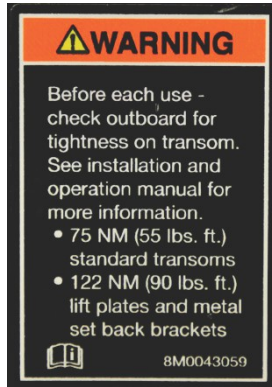 WARNING
Before each use -
check outboard for
tightness on transom.
See installation and
operation manual for
more information.
• 75 NM (55 lbs. ft.)
standard transoms
• 122 NM (90 lbs. ft.)
lift plates and metal
set back brackets
8M0043059